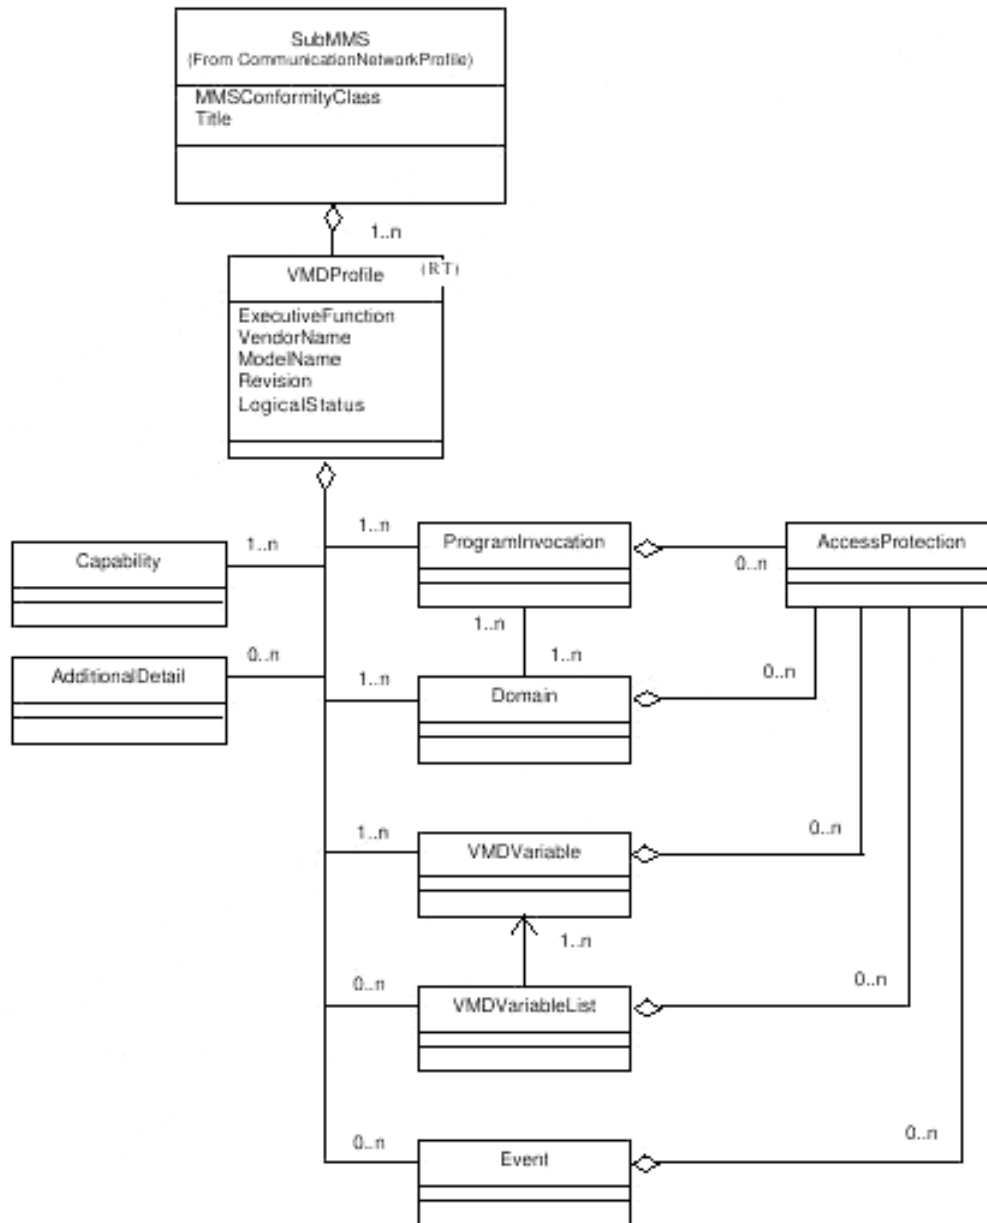 SubMMS
(From CommunicationNetworkProfile)
MMSConformityClass
Title
1..n
VMDProfile
(RT)
ExecutiveFunction
VendorName
ModelName
Revision
LogicalStatus
1..n
ProgramInvocation
AccessProtection
1..n
Capability
0..n
1..n
0..n
1..n
AdditionalDetail
1..n
Domain
0..n
1..n
VMDVariable
0..n
1..n
0..n
VMDVariableList
0..n
0..n
Event
0..n